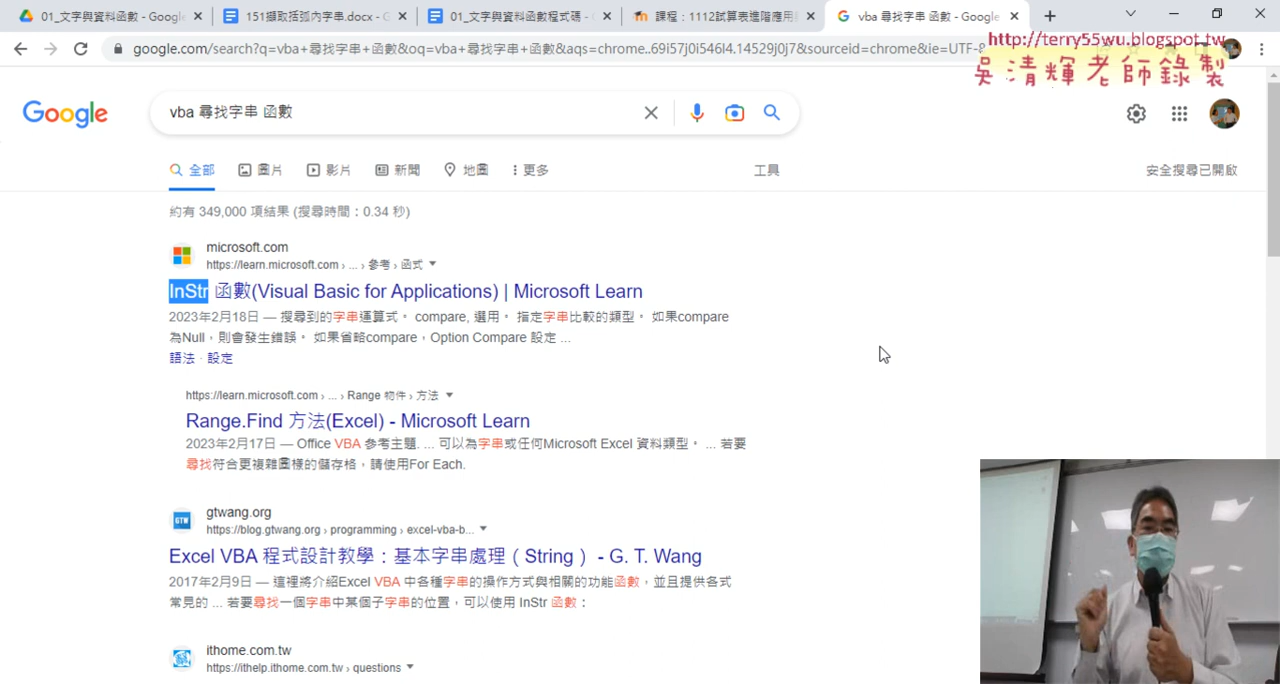 01_文字與資料函數 - Google
151擷取括弧內字串.docx - G
01_文字與資料函數程式碼 - G
課程：1112試算表進階應用
vba 尋找字串 函數 - Google
google.com/search?q=vba+尋找字串+函數&oq=vba+尋找字串+函數&aqs=chrome..69i57j0i546l4.14529j0j7&sourceid=chrome&ie=UTF-8
http://terry55wu.blogspot.tw
吳清輝老師錄製
Google
vba 尋找字串 函數
全部
圖片
影片
新聞
地圖
更多
工具
安全搜尋已開啟
約有 349,000 項結果 (搜尋時間：0.34 秒)
microsoft.com
https://learn.microsoft.com › ... › 參考 › 函式
InStr 函數(Visual Basic for Applications) | Microsoft Learn
2023年2月18日 — 搜尋到的字串運算式。 compare, 選用。 指定字串比較的類型。 如果compare
為Null，則會發生錯誤。 如果省略compare，Option Compare 設定 ...
語法 · 設定
https://learn.microsoft.com › ... › Range 物件 › 方法
Range.Find 方法(Excel) - Microsoft Learn
2023年2月17日 — Office VBA 參考主題. ... 可以為字串或任何Microsoft Excel 資料類型。 ... 若要
尋找符合更複雜圖樣的儲存格，請使用For Each.
gtwang.org
GTW
https://blog.gtwang.org › programming › excel-vba-b...
Excel VBA 程式設計教學：基本字串處理（String） - G. T. Wang
2017年2月9日 — 這裡將介紹Excel VBA 中各種字串的操作方式與相關的功能函數，並且提供各式
常見的 ... 若要尋找一個字串中某個子字串的位置，可以使用 InStr 函數：
ithome.com.tw
https://ithelp.ithome.com.tw › questions